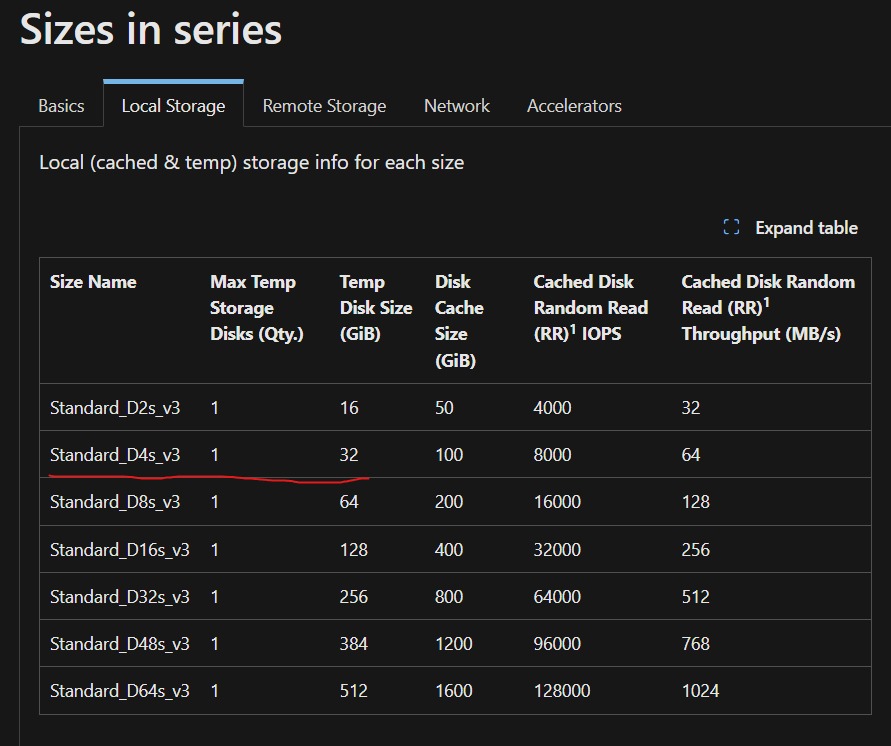 Sizes in series
Basics Local Storage Remote Storage Network Accelerators
Local (cached & temp) storage info for each size
Expand table
Size Name Max Temp Storage Disks (Qty.) Temp Disk Size (GiB) Disk Cache Size (GiB) Cached Disk Random Read (RR)1 IOPS Cached Disk Random Read (RR)1 Throughput (MB/s)
Standard_D2s_v3 1 16 50 4000 32
Standard_D4s_v3 1 32 100 8000 64
Standard_D8s_v3 1 64 200 16000 128
Standard_D16s_v3 1 128 400 32000 256
Standard_D32s_v3 1 256 800 64000 512
Standard_D48s_v3 1 384 1200 96000 768
Standard_D64s_v3 1 512 1600 128000 1024